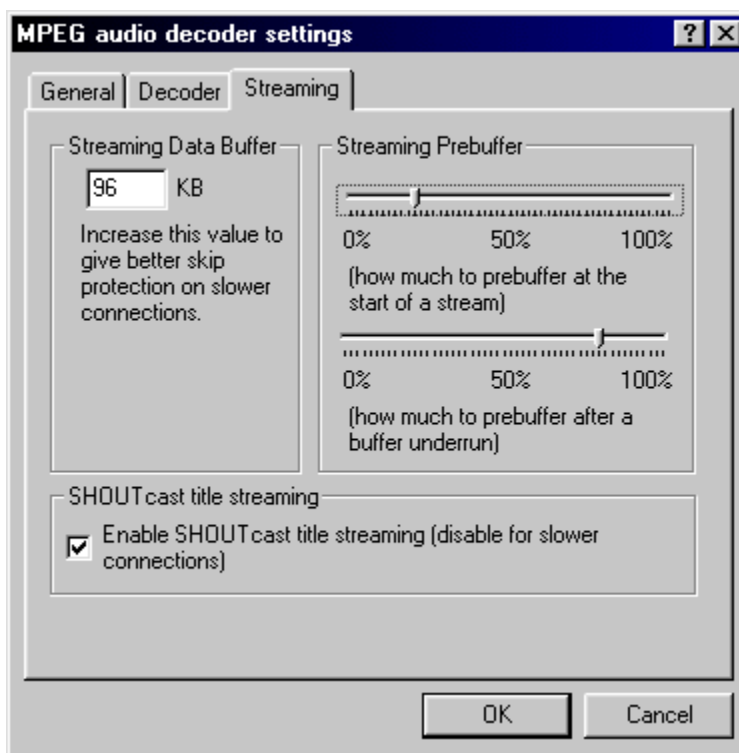 MPEG audio decoder settings
General Decoder Streaming
Streaming Data Buffer
96 KB
Increase this value to
give better skip
protection on slower
connections.
Streaming Prebuffer
0% 50% 100%
(how much to prebuffer at the
start of a stream)
0% 50% 100%
(how much to prebuffer after a
buffer underrun)
SHOUTcast title streaming
Enable SHOUTcast title streaming (disable for slower
connections)
OK Cancel